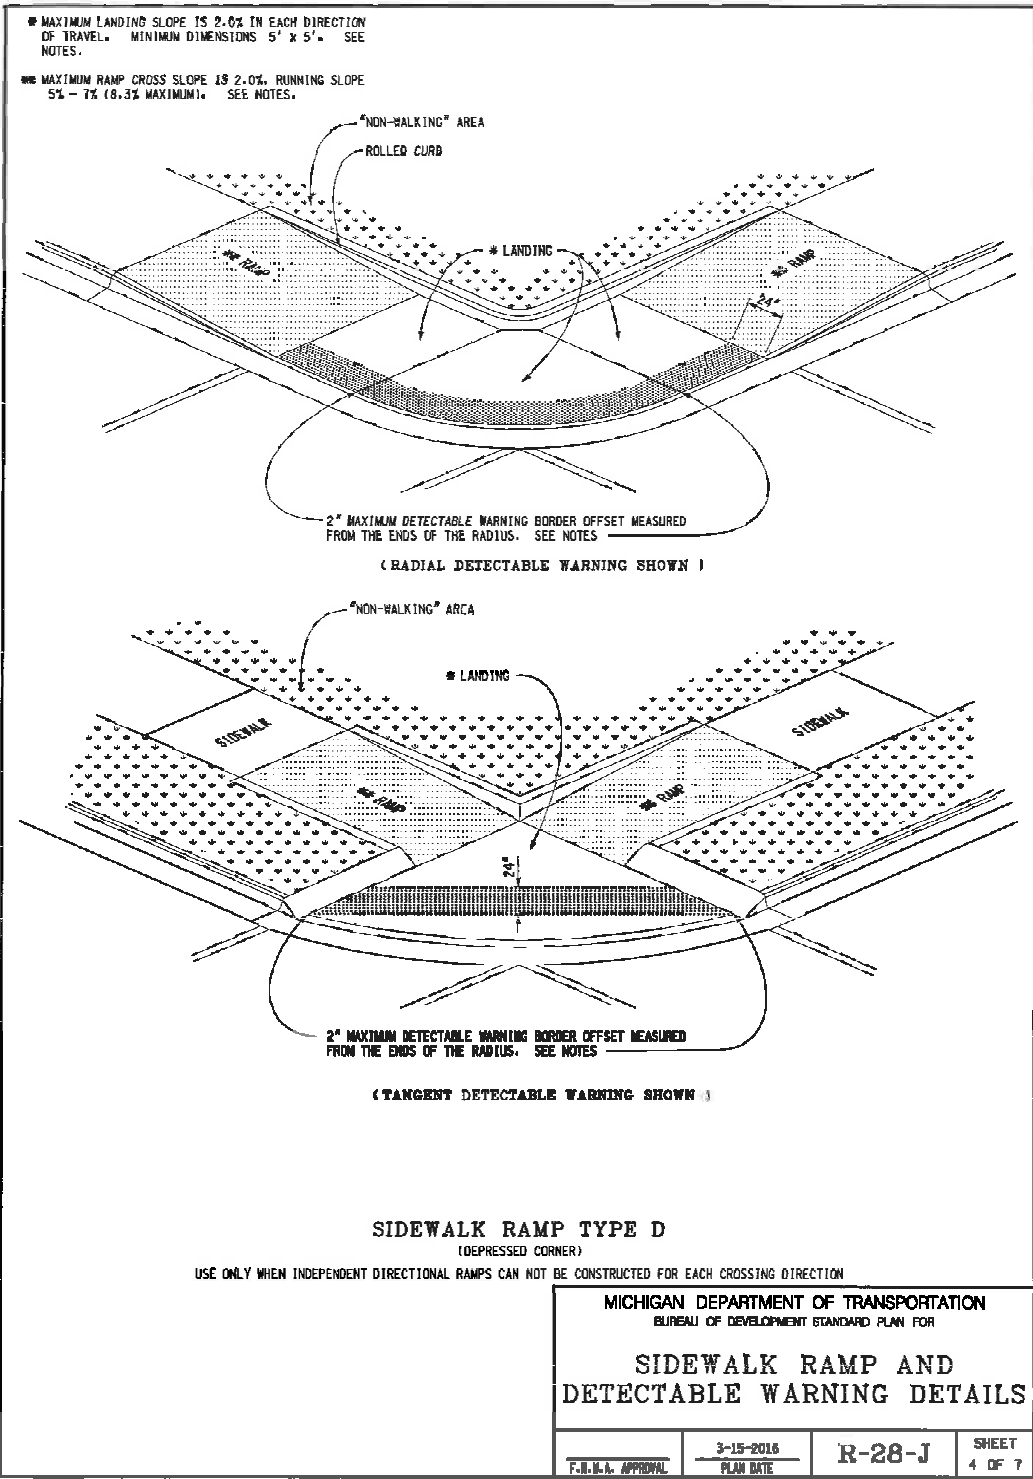 * MAXIMUM LANDING SLOPE IS 2.0% IN EACH DIRECTION
OF TRAVEL. MINIMUM DIMENSIONS 5' x 5'. SEE
NOTES.
** MAXIMUM RAMP CROSS SLOPE IS 2.0%. RUNNING SLOPE
5% - 7% (8.3% MAXIMUM). SEE NOTES.
"NON-WALKING" AREA
ROLLED CURB
* LANDING
** RAMP
** RAMP
24"
2" MAXIMUM DETECTABLE WARNING BORDER OFFSET MEASURED
FROM THE ENDS OF THE RADIUS. SEE NOTES
( RADIAL DETECTABLE WARNING SHOWN )
"NON-WALKING" AREA
* LANDING
SIDEWALK
SIDEWALK
** RAMP
** RAMP
24"
2" MAXIMUM DETECTABLE WARNING BORDER OFFSET MEASURED
FROM THE ENDS OF THE RADIUS. SEE NOTES
( TANGENT DETECTABLE WARNING SHOWN )
SIDEWALK RAMP TYPE D
(DEPRESSED CORNER)
USE ONLY WHEN INDEPENDENT DIRECTIONAL RAMPS CAN NOT BE CONSTRUCTED FOR EACH CROSSING DIRECTION
MICHIGAN DEPARTMENT OF TRANSPORTATION
BUREAU OF DEVELOPMENT STANDARD PLAN FOR
SIDEWALK RAMP AND
DETECTABLE WARNING DETAILS
F.H.W.A. APPROVAL
3-15-2016
PLAN DATE
R-28-J
SHEET
4 OF 7